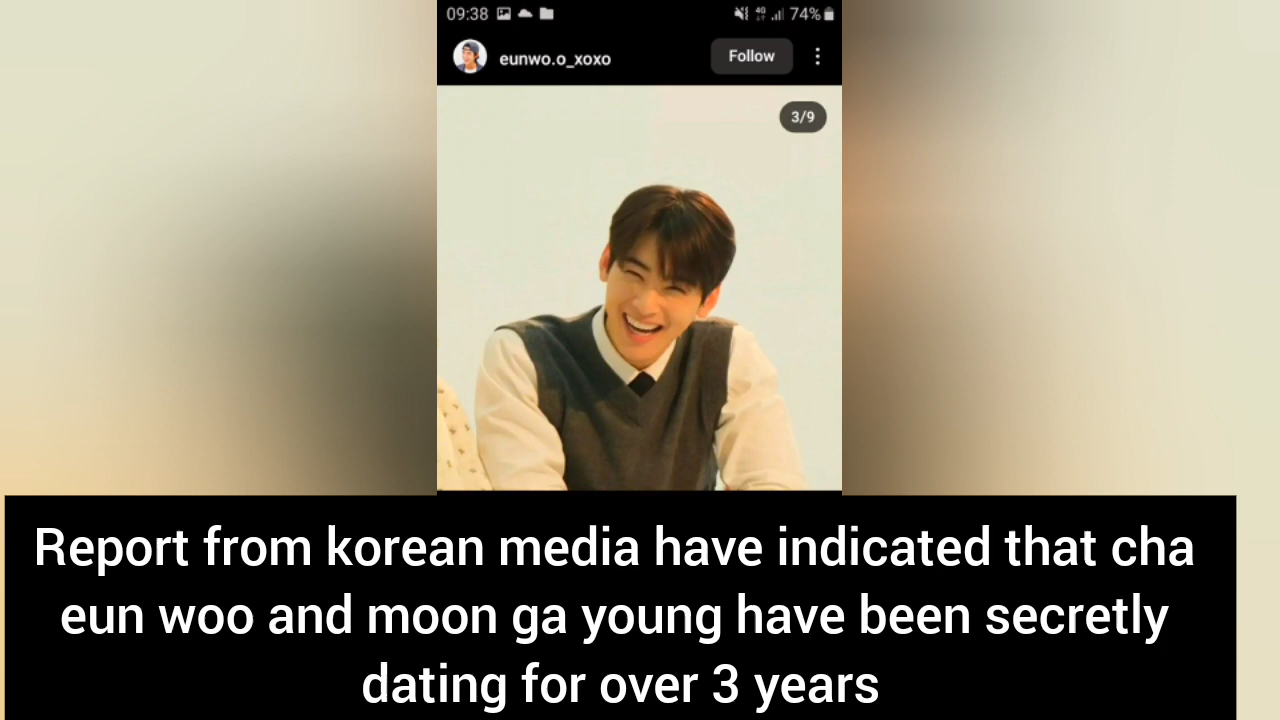 09:38 4G 74%
eunwo.o_xoxo Follow
3/9
Report from korean media have indicated that cha
eun woo and moon ga young have been secretly
dating for over 3 years